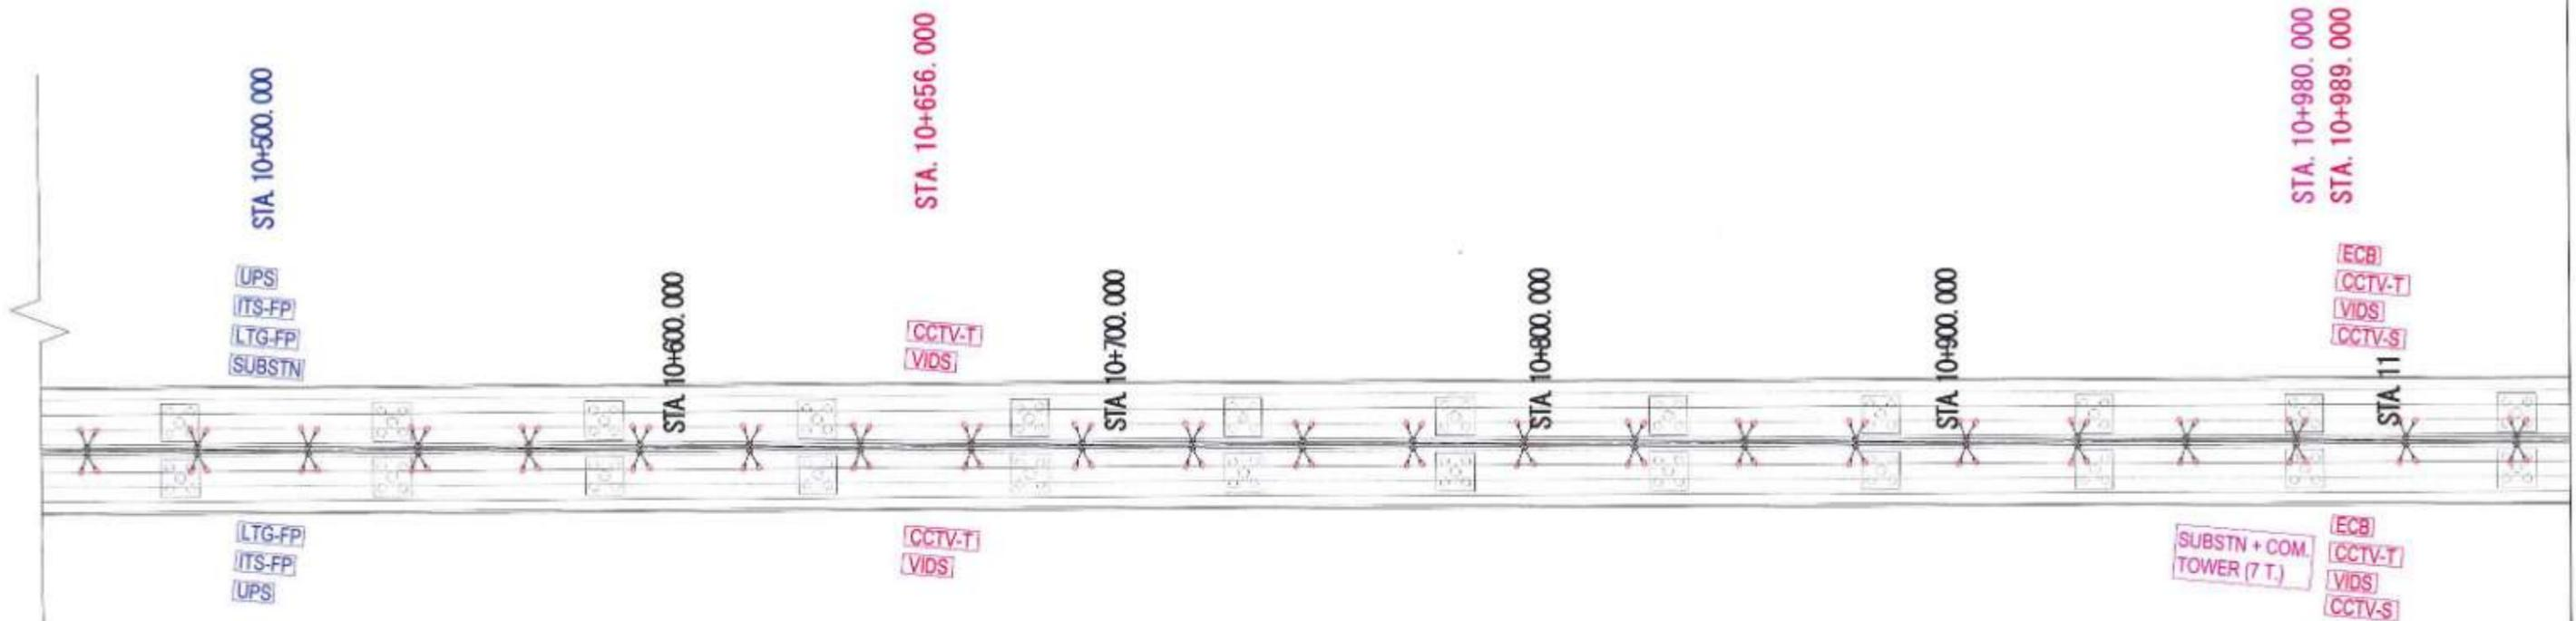 STA. 10+500. 000
STA. 10+656. 000
STA. 10+980. 000
STA. 10+989. 000
UPS
ITS-FP
LTG-FP
SUBSTN
STA. 10+600. 000
CCTV-T
VIDS
STA. 10+700. 000
STA. 10+800. 000
STA. 10+900. 000
ECB
CCTV-T
VIDS
CCTV-S
STA. 11
LTG-FP
ITS-FP
UPS
CCTV-T
VIDS
SUBSTN + COM.
TOWER (7 T.)
ECB
CCTV-T
VIDS
CCTV-S